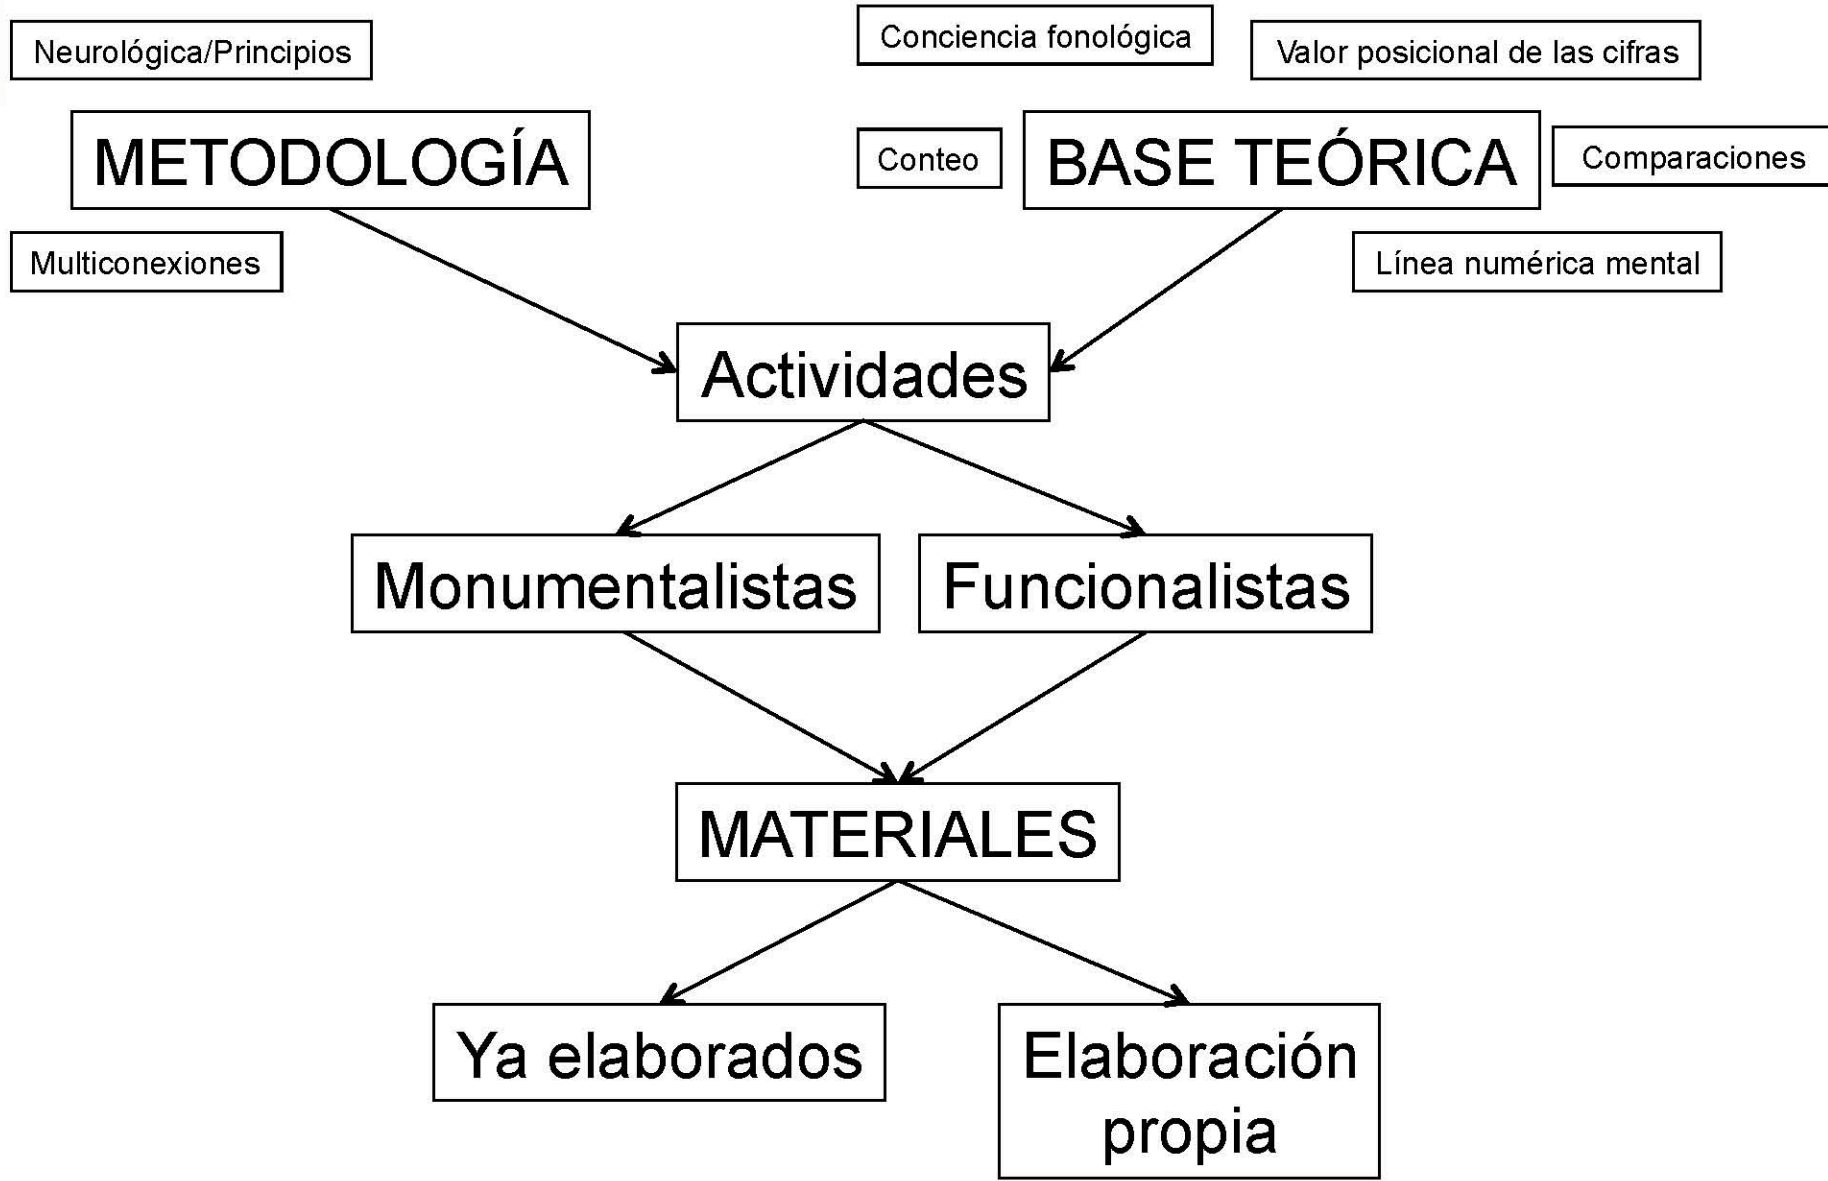 Neurológica/Principios
Conciencia fonológica
Valor posicional de las cifras
METODOLOGÍA
Conteo
BASE TEÓRICA
Comparaciones
Multiconexiones
Línea numérica mental
Actividades
Monumentalistas
Funcionalistas
MATERIALES
Ya elaborados
Elaboración
propia